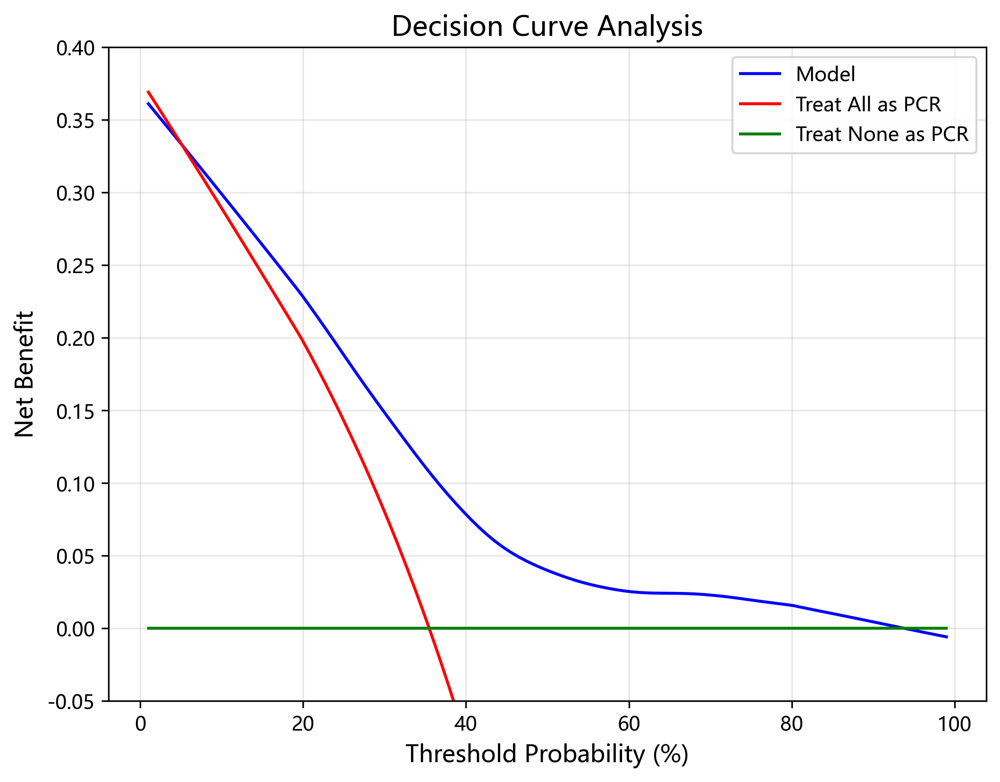 Decision Curve Analysis
0.40
0.35
0.30
0.25
0.20
0.15
0.10
0.05
0.00
-0.05
Net Benefit
Model
Treat All as PCR
Treat None as PCR
0 20 40 60 80 100
Threshold Probability (%)